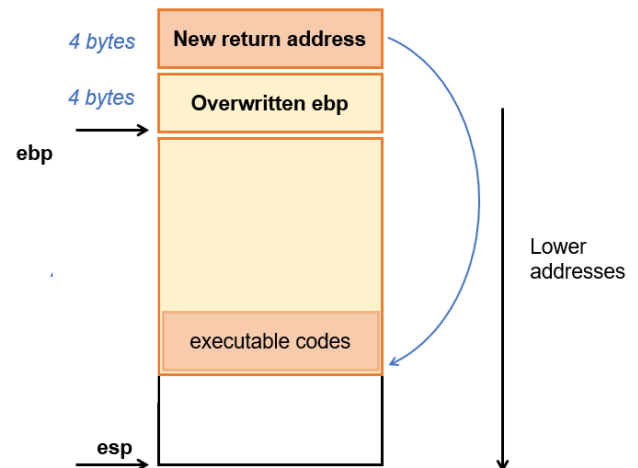 4 bytes
New return address
4 bytes
Overwritten ebp
ebp
Lower
addresses
executable codes
esp